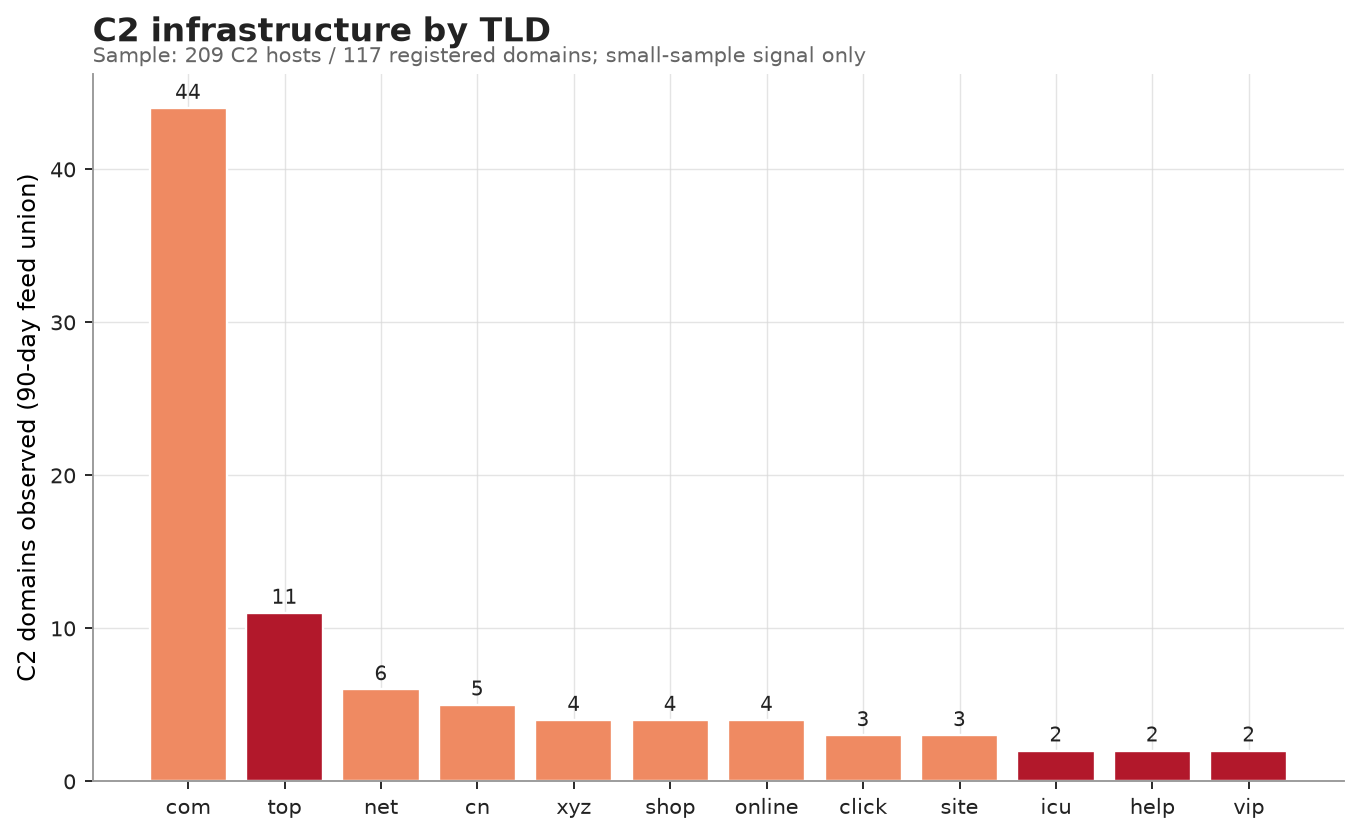 C2 infrastructure by TLD
Sample: 209 C2 hosts / 117 registered domains; small-sample signal only
C2 domains observed (90-day feed union)
40
30
20
10
0
44
11
6
5
4
4
4
3
3
2
2
2
com
top
net
cn
xyz
shop
online
click
site
icu
help
vip